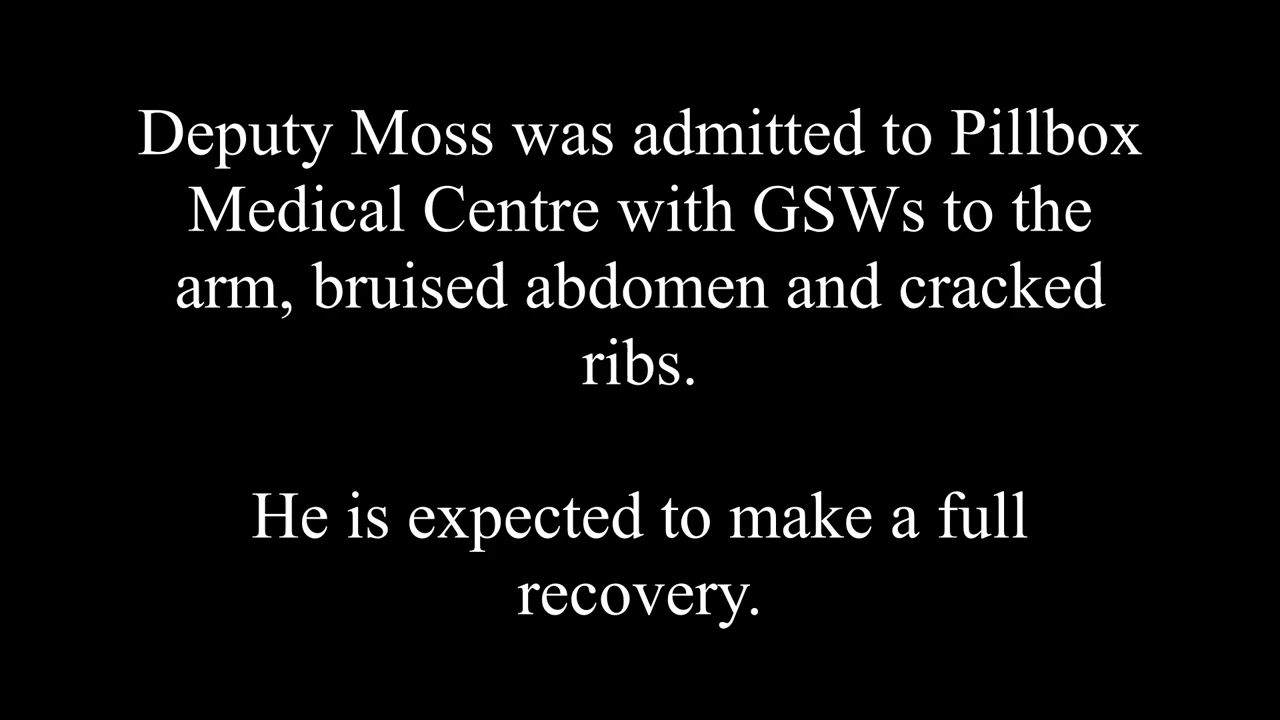 Deputy Moss was admitted to Pillbox
Medical Centre with GSWs to the
arm, bruised abdomen and cracked
ribs.
He is expected to make a full
recovery.